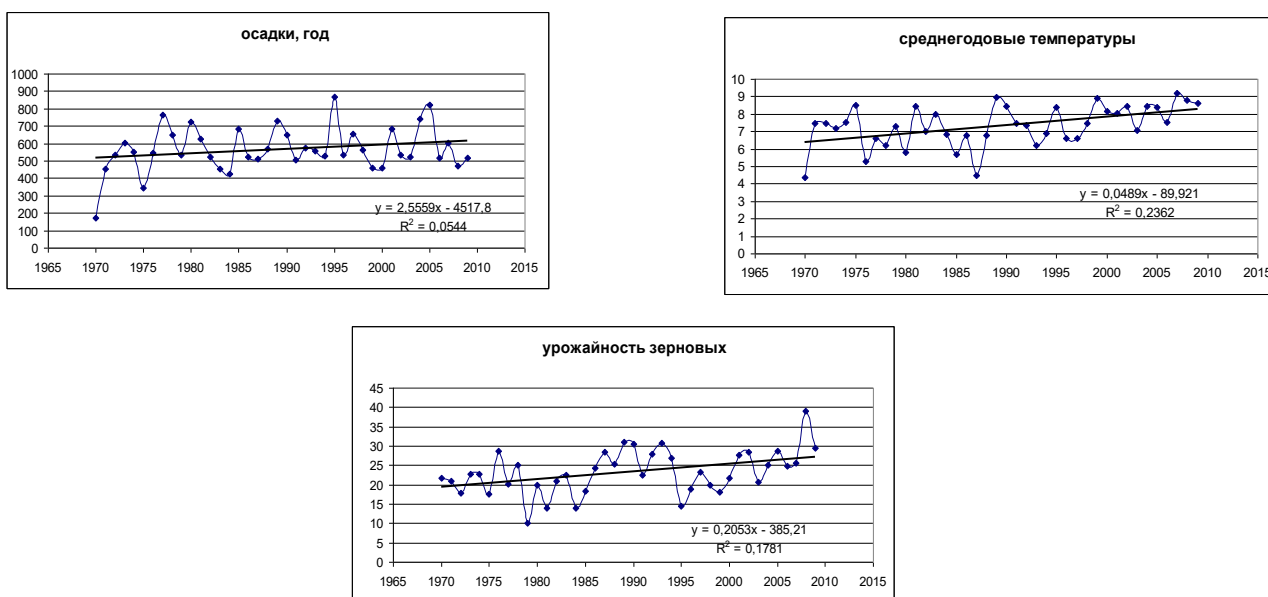 осадки, год
1000
900
800
700
600
500
400
300
200
100
0
y = 2,5559x - 4517,8
R² = 0,0544
1965 1970 1975 1980 1985 1990 1995 2000 2005 2010 2015
среднегодовые температуры
10
9
8
7
6
5
4
3
2
1
0
y = 0,0489x - 89,921
R² = 0,2362
1965 1970 1975 1980 1985 1990 1995 2000 2005 2010 2015
урожайность зерновых
45
40
35
30
25
20
15
10
5
0
y = 0,2053x - 385,21
R² = 0,1781
1965 1970 1975 1980 1985 1990 1995 2000 2005 2010 2015